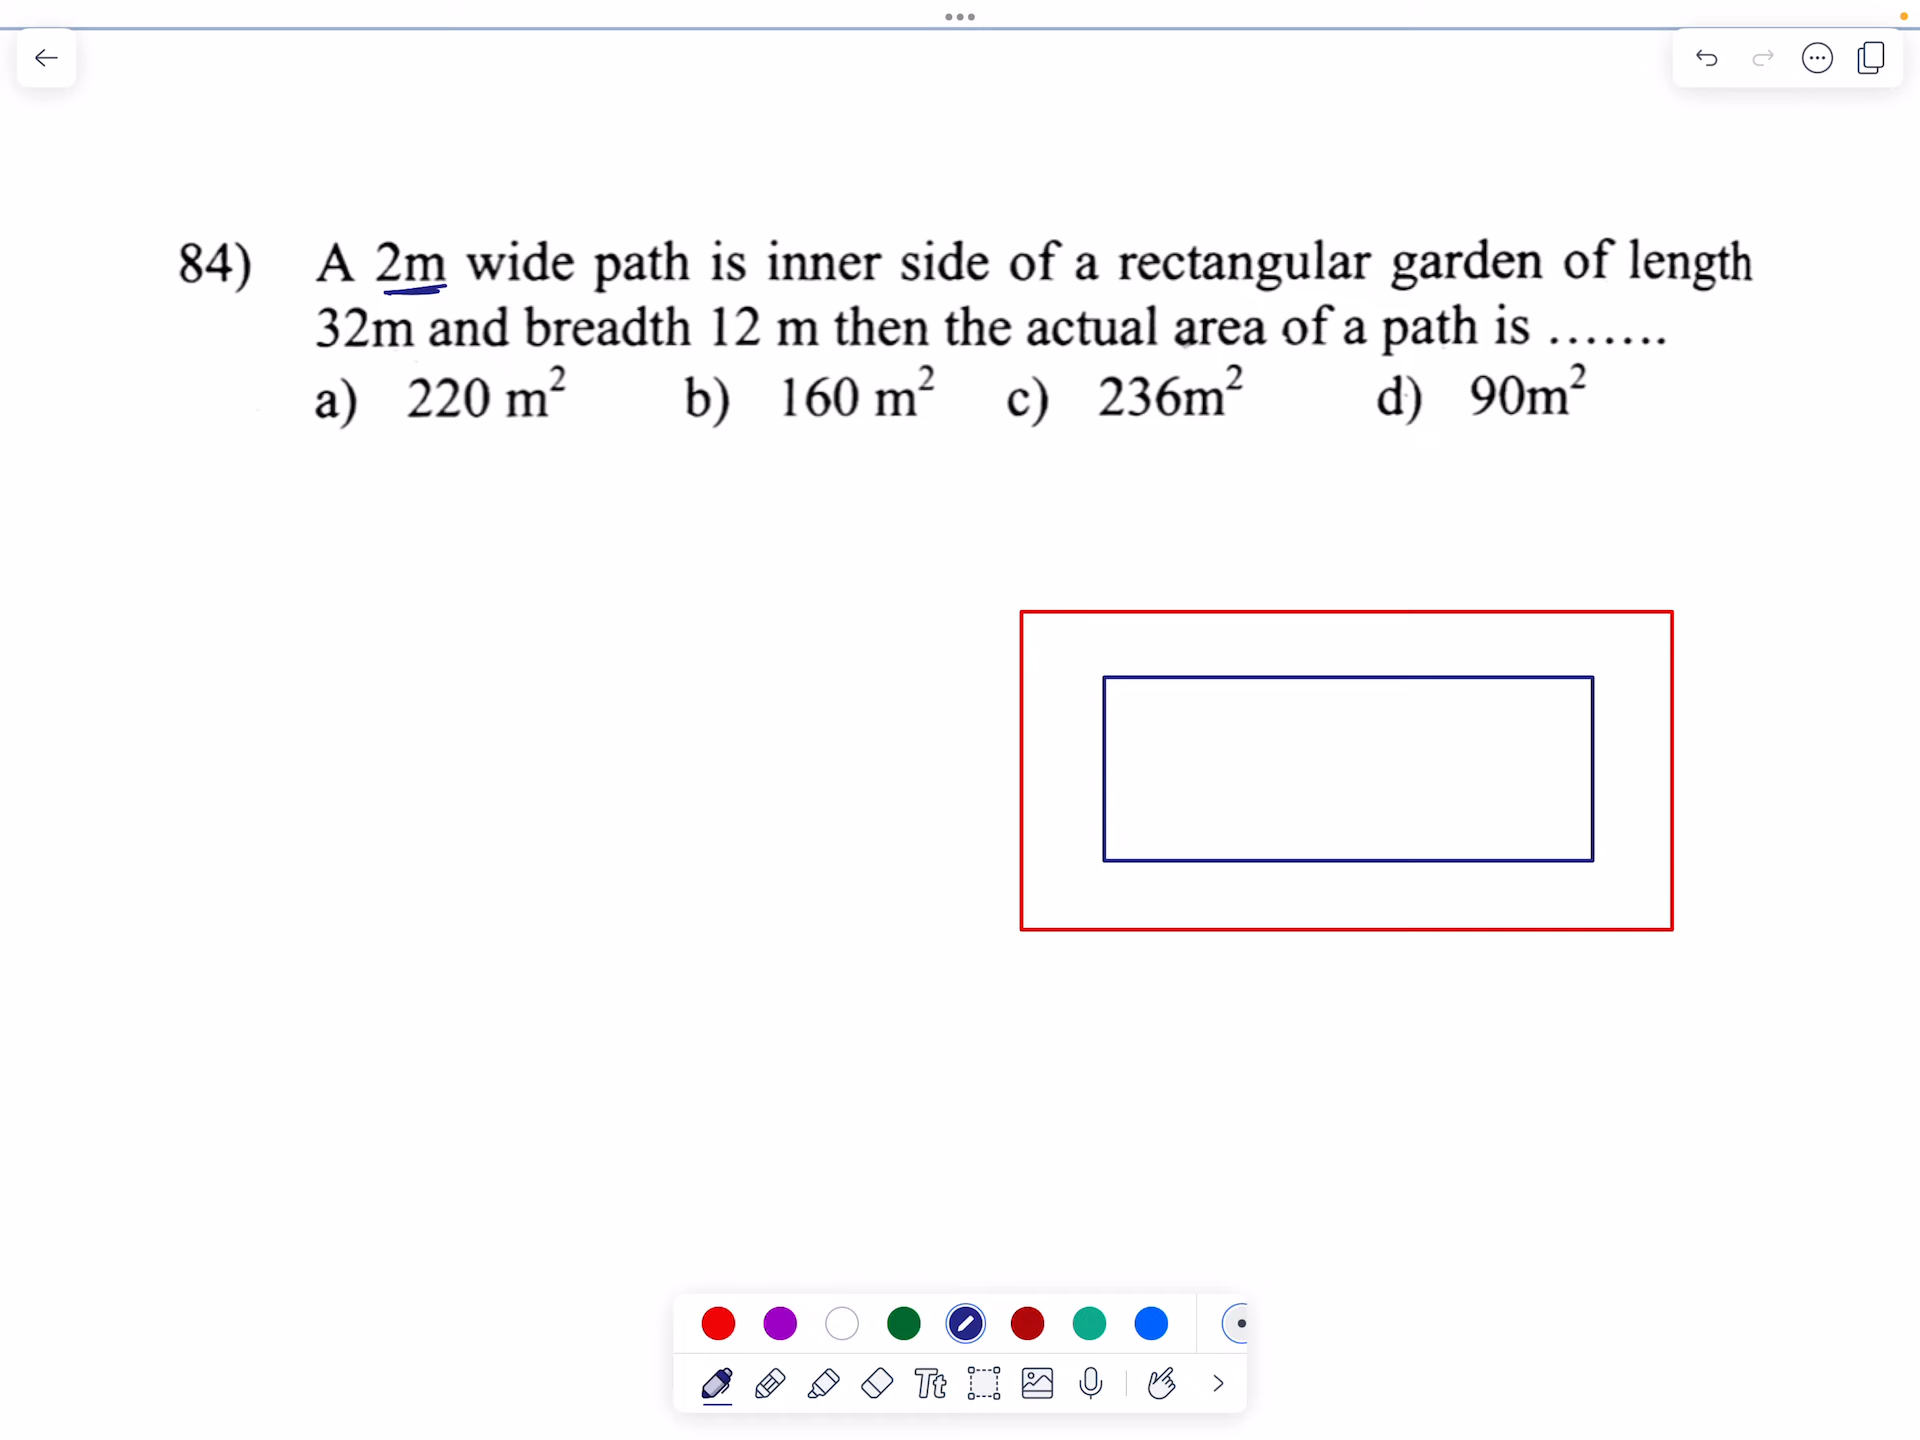 84) A 2m wide path is inner side of a rectangular garden of length
32m and breadth 12 m then the actual area of a path is .......
a) 220 m² b) 160 m² c) 236m² d) 90m²
Tt